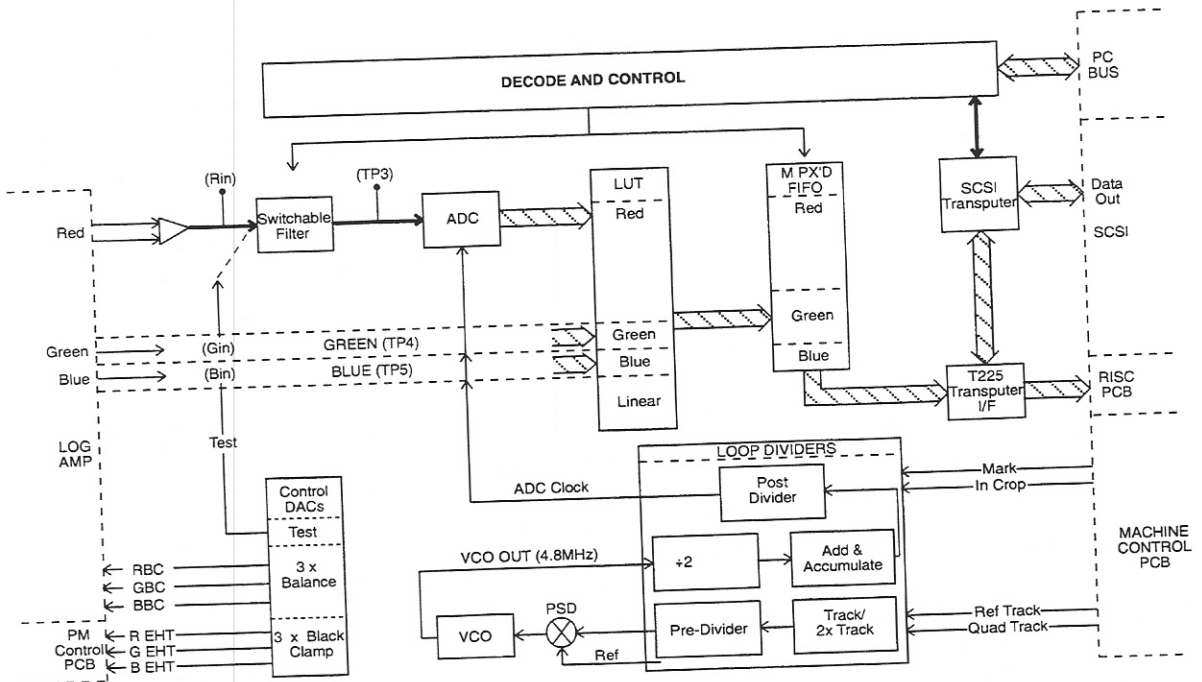 DECODE AND CONTROL
PC
BUS
(Rin)
(TP3)
Red
Switchable
Filter
ADC
LUT
Red
M PX'D
FIFO
Red
SCSI
Transputer
Data
Out
SCSI
Green
(Gin)
GREEN (TP4)
Green
Green
Blue
(Bin)
BLUE (TP5)
Blue
Blue
Linear
T225
Transputer
I/F
RISC
PCB
LOG
AMP
Test
LOOP DIVIDERS
Mark
In Crop
ADC Clock
Post
Divider
Control
DACs
Test
3 x
Balance
3 x Black
Clamp
VCO OUT (4.8MHz)
÷2
Add &
Accumulate
MACHINE
CONTROL
PCB
RBC
GBC
BBC
PM
Control
PCB
R EHT
G EHT
B EHT
VCO
PSD
Ref
Pre-Divider
Track/
2x Track
Ref Track
Quad Track